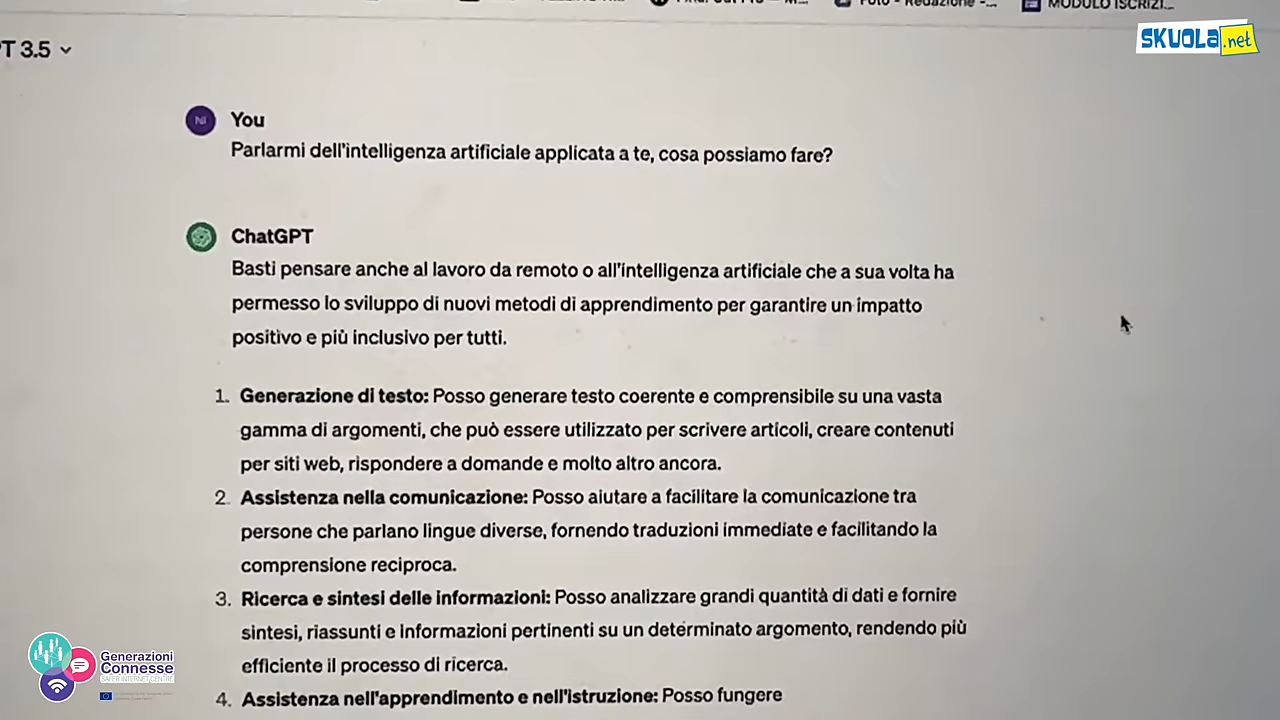 MODULO ISCRIZI...
T 3.5
SKUOLA.net
NI
You
Parlarmi dell'intelligenza artificiale applicata a te, cosa possiamo fare?
ChatGPT
Basti pensare anche al lavoro da remoto o all'intelligenza artificiale che a sua volta ha
permesso lo sviluppo di nuovi metodi di apprendimento per garantire un impatto
positivo e più inclusivo per tutti.
1. Generazione di testo: Posso generare testo coerente e comprensibile su una vasta
gamma di argomenti, che può essere utilizzato per scrivere articoli, creare contenuti
per siti web, rispondere a domande e molto altro ancora.
2. Assistenza nella comunicazione: Posso aiutare a facilitare la comunicazione tra
persone che parlano lingue diverse, fornendo traduzioni immediate e facilitando la
comprensione reciproca.
3. Ricerca e sintesi delle informazioni: Posso analizzare grandi quantità di dati e fornire
sintesi, riassunti e informazioni pertinenti su un determinato argomento, rendendo più
efficiente il processo di ricerca.
4. Assistenza nell'apprendimento e nell'istruzione: Posso fungere
Generazioni
Connesse
SAFER INTERNET CENTRE